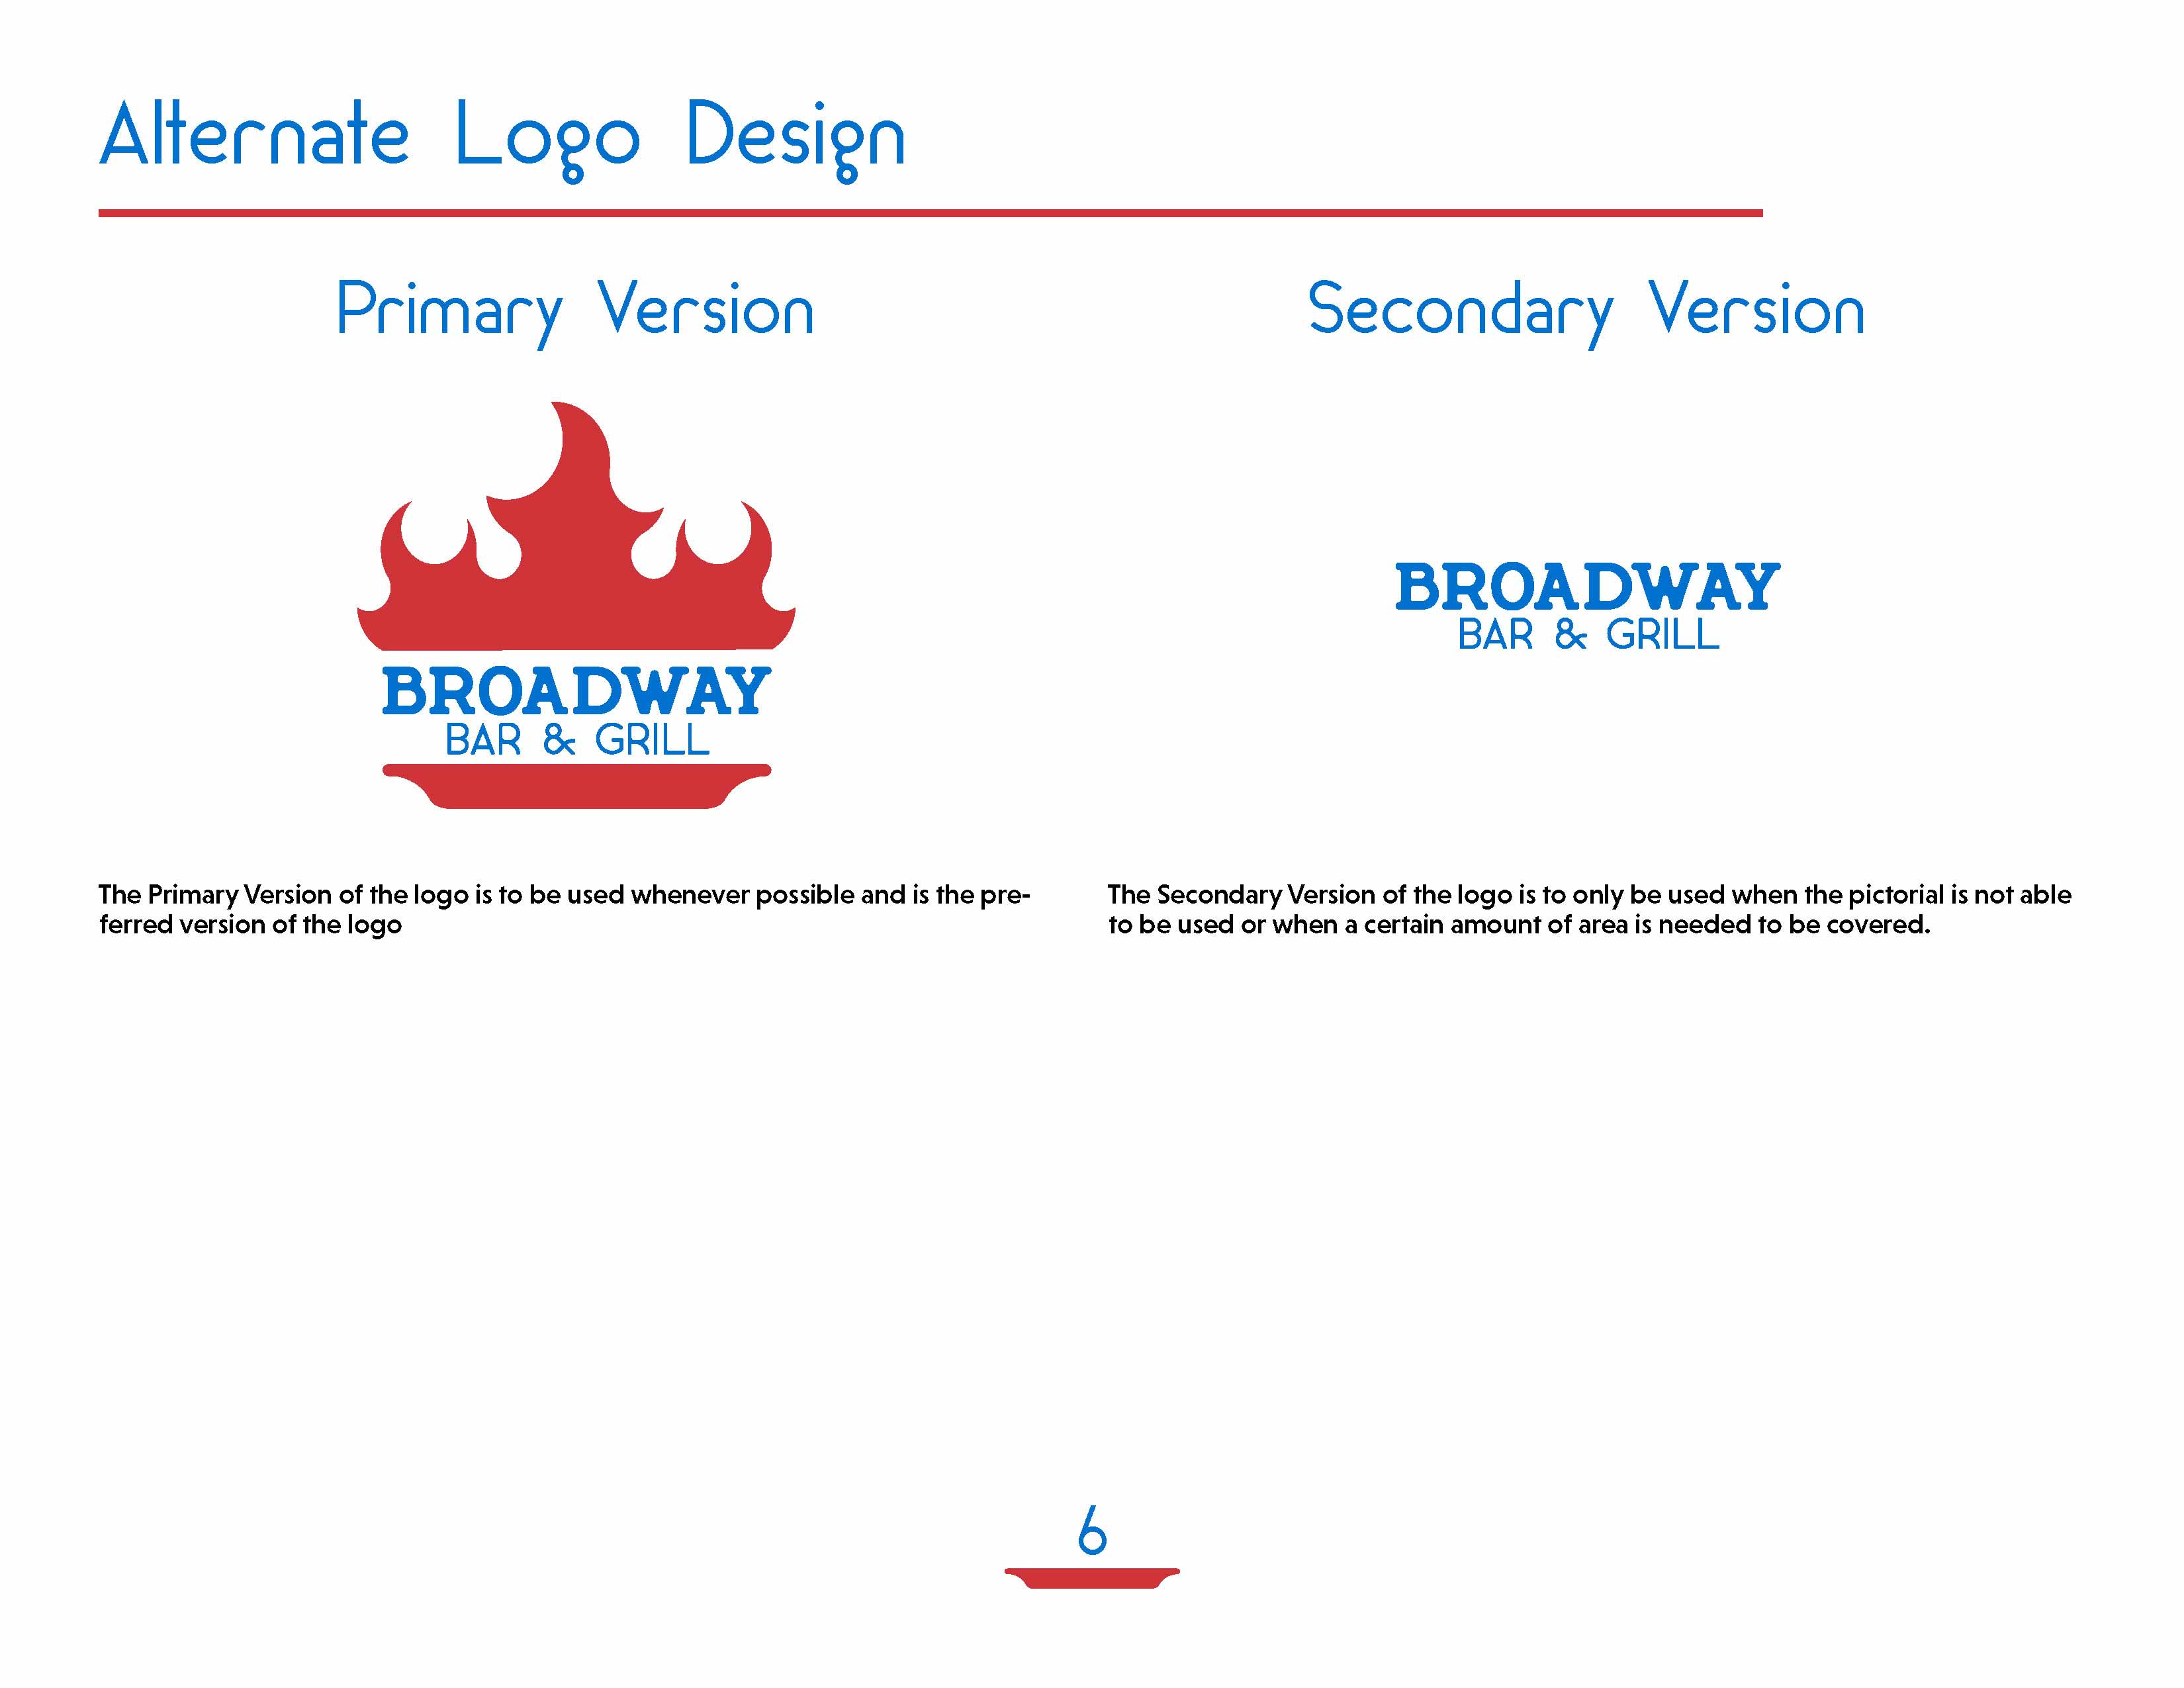 Alternate Logo Design
Primary Version
BROADWAY
BAR & GRILL
The Primary Version of the logo is to be used whenever possible and is the pre-
ferred version of the logo
Secondary Version
BROADWAY
BAR & GRILL
The Secondary Version of the logo is to only be used when the pictorial is not able
to be used or when a certain amount of area is needed to be covered.
6